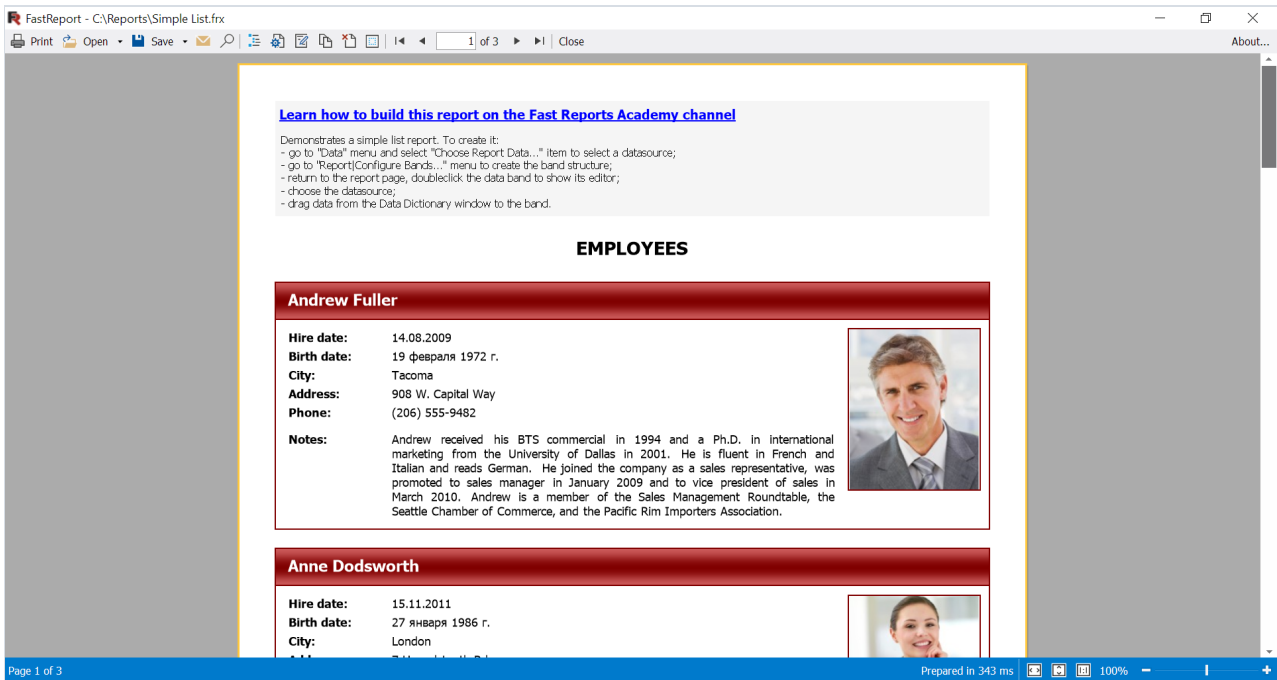 FastReport - C:\Reports\Simple List.frx
Print Open Save 1 of 3 Close About...
Learn how to build this report on the Fast Reports Academy channel
Demonstrates a simple list report. To create it:
- go to "Data" menu and select "Choose Report Data..." item to select a datasource;
- go to "Report|Configure Bands..." menu to create the band structure;
- return to the report page, doubleclick the data band to show its editor;
- choose the datasource;
- drag data from the Data Dictionary window to the band.
EMPLOYEES
Andrew Fuller
Hire date: 14.08.2009
Birth date: 19 февраля 1972 г.
City: Tacoma
Address: 908 W. Capital Way
Phone: (206) 555-9482
Notes: Andrew received his BTS commercial in 1994 and a Ph.D. in international
marketing from the University of Dallas in 2001. He is fluent in French and
Italian and reads German. He joined the company as a sales representative, was
promoted to sales manager in January 2009 and to vice president of sales in
March 2010. Andrew is a member of the Sales Management Roundtable, the
Seattle Chamber of Commerce, and the Pacific Rim Importers Association.
Anne Dodsworth
Hire date: 15.11.2011
Birth date: 27 января 1986 г.
City: London
Page 1 of 3 Prepared in 343 ms 100%